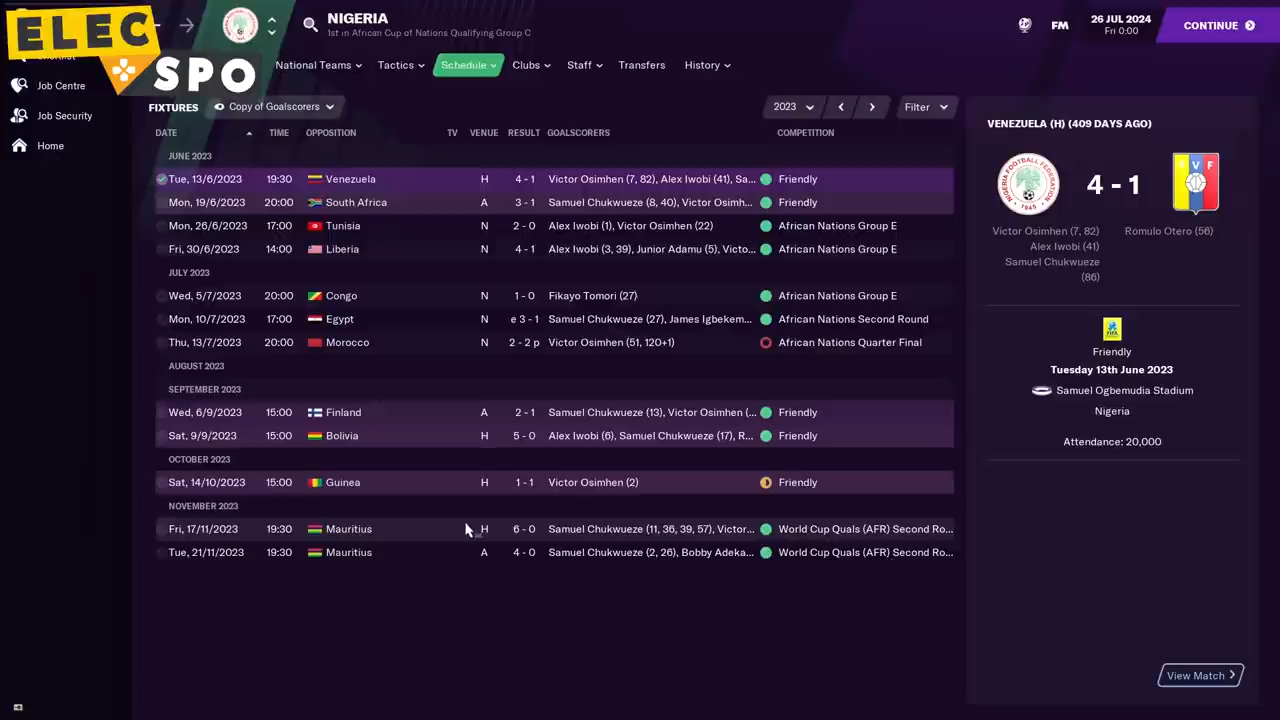 ELEC
SPO
NIGERIA
1st in African Cup of Nations Qualifying Group C
FM
26 JUL 2024
Fri 0:00
CONTINUE
National Teams
Tactics
Schedule
Clubs
Staff
Transfers
History
Job Centre
Job Security
Home
FIXTURES
Copy of Goalscorers
2023
Filter
DATE TIME OPPOSITION TV VENUE RESULT GOALSCORERS COMPETITION
JUNE 2023
Tue, 13/6/2023 19:30 Venezuela H 4 - 1 Victor Osimhen (7, 82), Alex Iwobi (41), Sa... Friendly
Mon, 19/6/2023 20:00 South Africa A 3 - 1 Samuel Chukwueze (8, 40), Victor Osimh... Friendly
Mon, 26/6/2023 17:00 Tunisia N 2 - 0 Alex Iwobi (1), Victor Osimhen (22) African Nations Group E
Fri, 30/6/2023 14:00 Liberia N 4 - 1 Alex Iwobi (3, 39), Junior Adamu (5), Victo... African Nations Group E
JULY 2023
Wed, 5/7/2023 20:00 Congo N 1 - 0 Fikayo Tomori (27) African Nations Group E
Mon, 10/7/2023 17:00 Egypt N e 3 - 1 Samuel Chukwueze (27), James Igbekem... African Nations Second Round
Thu, 13/7/2023 20:00 Morocco N 2 - 2 p Victor Osimhen (51, 120+1) African Nations Quarter Final
AUGUST 2023
SEPTEMBER 2023
Wed, 6/9/2023 15:00 Finland A 2 - 1 Samuel Chukwueze (13), Victor Osimhen (... Friendly
Sat, 9/9/2023 15:00 Bolivia H 5 - 0 Alex Iwobi (6), Samuel Chukwueze (17), R... Friendly
OCTOBER 2023
Sat, 14/10/2023 15:00 Guinea H 1 - 1 Victor Osimhen (2) Friendly
NOVEMBER 2023
Fri, 17/11/2023 19:30 Mauritius H 6 - 0 Samuel Chukwueze (11, 36, 39, 57), Victor... World Cup Quals (AFR) Second Ro...
Tue, 21/11/2023 19:30 Mauritius A 4 - 0 Samuel Chukwueze (2, 26), Bobby Adeka... World Cup Quals (AFR) Second Ro...
VENEZUELA (H) (409 DAYS AGO)
4 - 1
Victor Osimhen (7, 82)
Alex Iwobi (41)
Samuel Chukwueze
(86)
Romulo Otero (56)
Friendly
Tuesday 13th June 2023
Samuel Ogbemudia Stadium
Nigeria
Attendance: 20,000
View Match